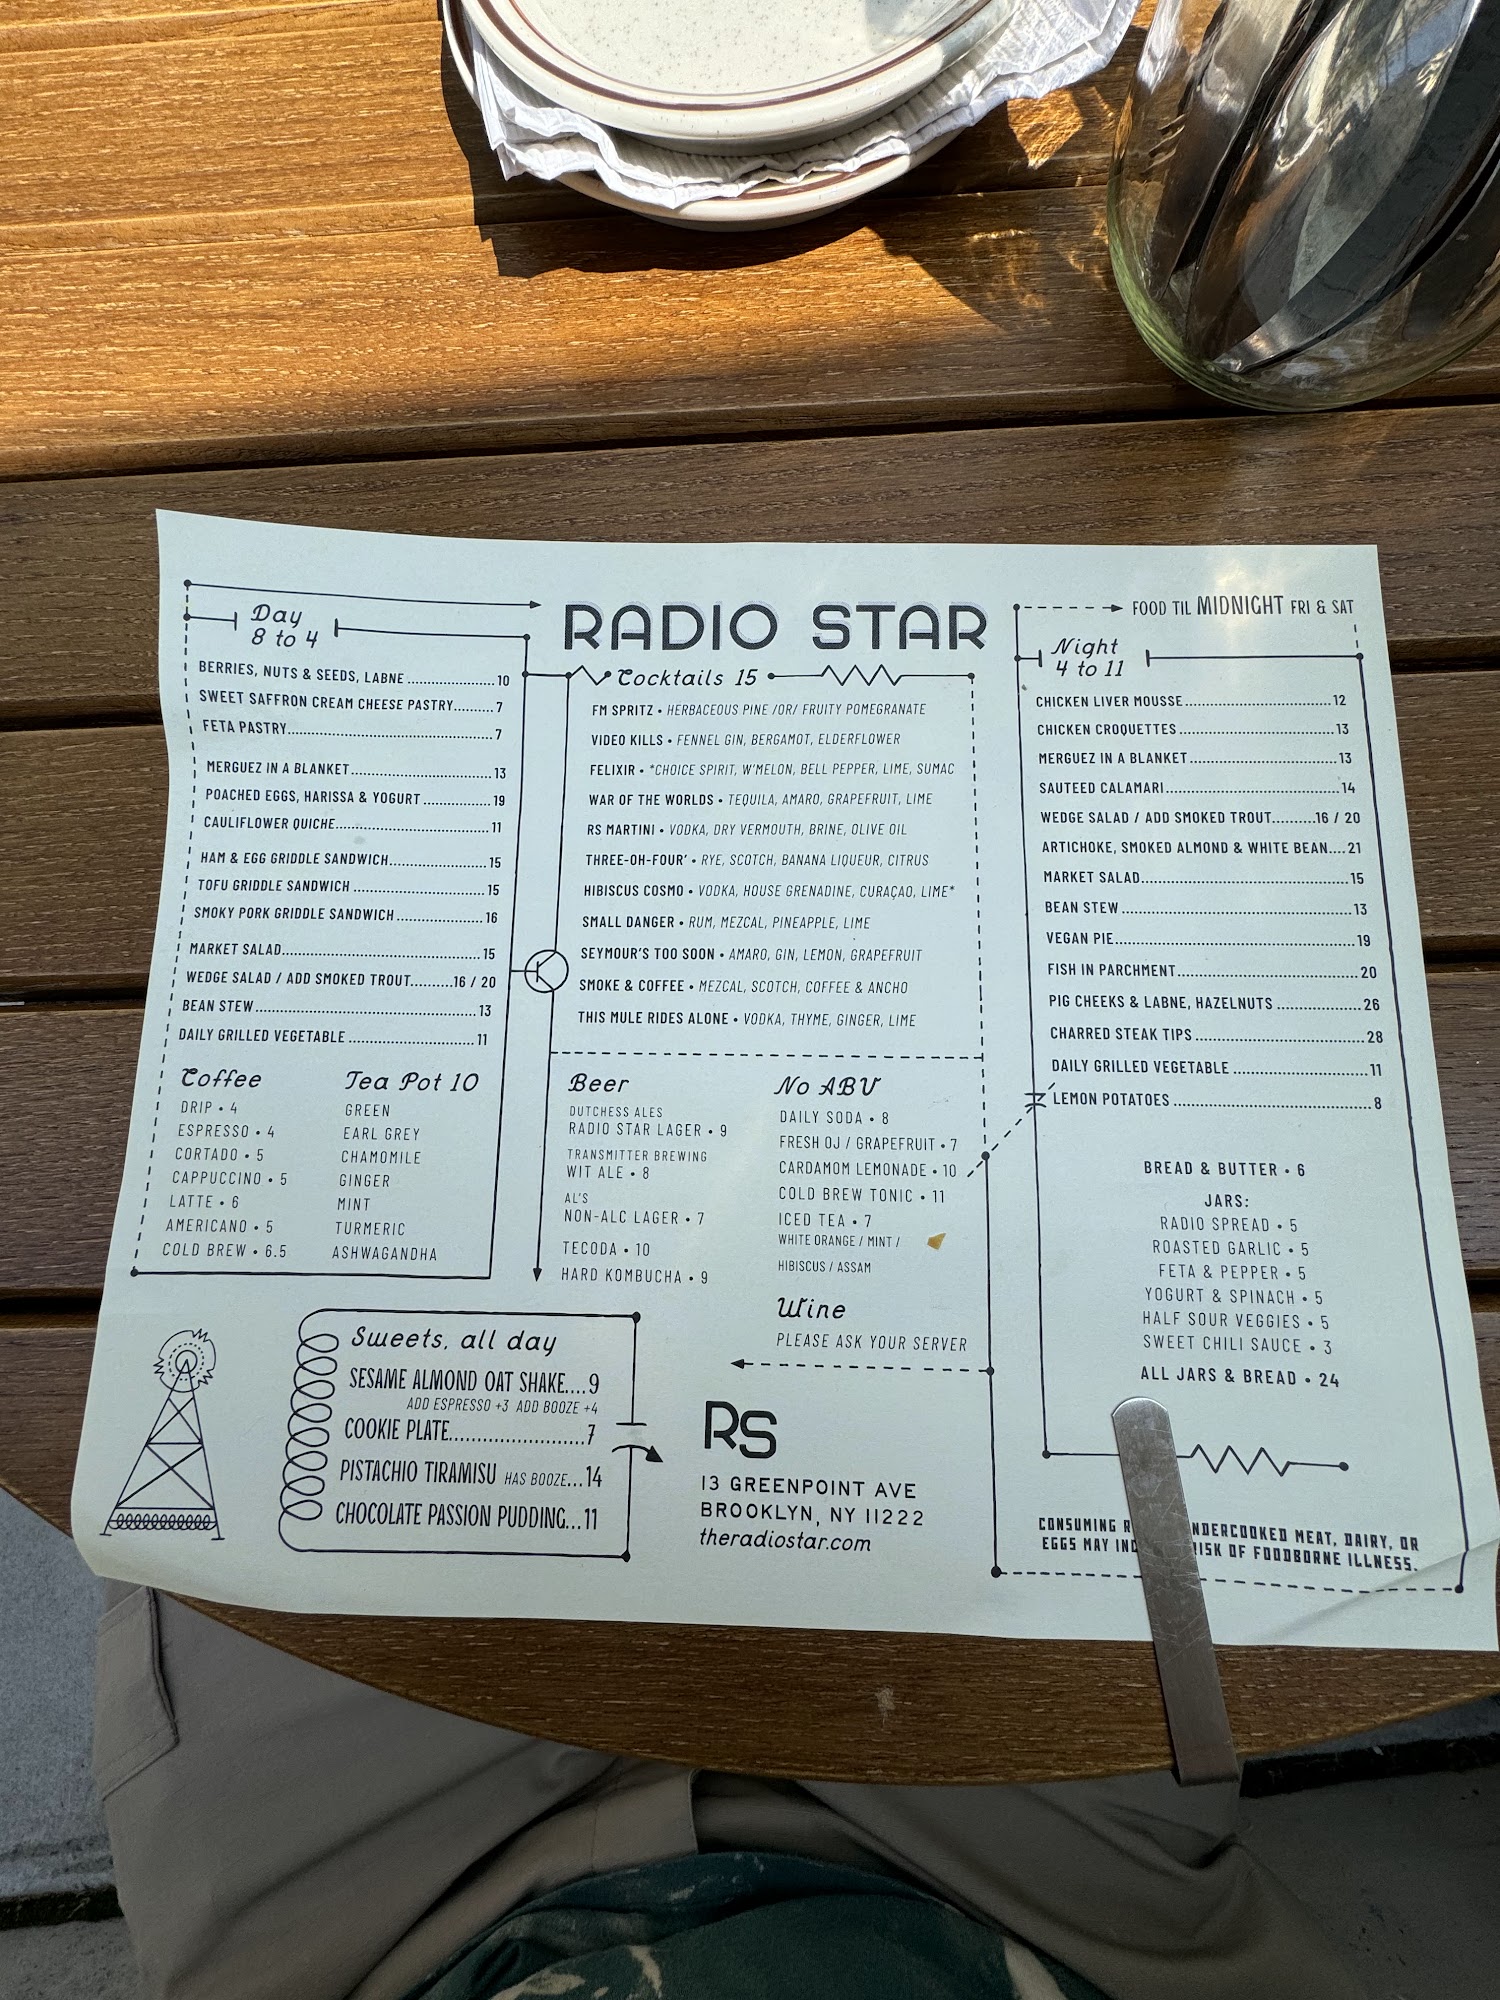 RADIO STAR
Day
8 to 4
BERRIES, NUTS & SEEDS, LABNE ..........10
SWEET SAFFRON CREAM CHEESE PASTRY.........7
FETA PASTRY..........7
MERGUEZ IN A BLANKET..........13
POACHED EGGS, HARISSA & YOGURT ..........19
CAULIFLOWER QUICHE..........11
HAM & EGG GRIDDLE SANDWICH..........15
TOFU GRIDDLE SANDWICH ..........15
SMOKY PORK GRIDDLE SANDWICH ..........16
MARKET SALAD..........15
WEDGE SALAD / ADD SMOKED TROUT.........16 / 20
BEAN STEW..........13
DAILY GRILLED VEGETABLE ..........11
Coffee
DRIP • 4
ESPRESSO • 4
CORTADO • 5
CAPPUCCINO • 5
LATTE • 6
AMERICANO • 5
COLD BREW • 6.5
Tea Pot 10
GREEN
EARL GREY
CHAMOMILE
GINGER
MINT
TURMERIC
ASHWAGANDHA
Cocktails 15
FM SPRITZ • HERBACEOUS PINE /OR/ FRUITY POMEGRANATE
VIDEO KILLS • FENNEL GIN, BERGAMOT, ELDERFLOWER
FELIXIR • *CHOICE SPIRIT, W'MELON, BELL PEPPER, LIME, SUMAC
WAR OF THE WORLDS • TEQUILA, AMARO, GRAPEFRUIT, LIME
RS MARTINI • VODKA, DRY VERMOUTH, BRINE, OLIVE OIL
THREE-OH-FOUR' • RYE, SCOTCH, BANANA LIQUEUR, CITRUS
HIBISCUS COSMO • VODKA, HOUSE GRENADINE, CURAÇAO, LIME*
SMALL DANGER • RUM, MEZCAL, PINEAPPLE, LIME
SEYMOUR'S TOO SOON • AMARO, GIN, LEMON, GRAPEFRUIT
SMOKE & COFFEE • MEZCAL, SCOTCH, COFFEE & ANCHO
THIS MULE RIDES ALONE • VODKA, THYME, GINGER, LIME
Beer
DUTCHESS ALES
RADIO STAR LAGER • 9
TRANSMITTER BREWING
WIT ALE • 8
AL'S
NON-ALC LAGER • 7
TECODA • 10
HARD KOMBUCHA • 9
No ABV
DAILY SODA • 8
FRESH OJ / GRAPEFRUIT • 7
CARDAMOM LEMONADE • 10
COLD BREW TONIC • 11
ICED TEA • 7
WHITE ORANGE / MINT /
HIBISCUS / ASSAM
Wine
PLEASE ASK YOUR SERVER
FOOD TIL MIDNIGHT FRI & SAT
Night
4 to 11
CHICKEN LIVER MOUSSE..........12
CHICKEN CROQUETTES ..........13
MERGUEZ IN A BLANKET..........13
SAUTEED CALAMARI..........14
WEDGE SALAD / ADD SMOKED TROUT.........16 / 20
ARTICHOKE, SMOKED ALMOND & WHITE BEAN....21
MARKET SALAD..........15
BEAN STEW ..........13
VEGAN PIE..........19
FISH IN PARCHMENT..........20
PIG CHEEKS & LABNE, HAZELNUTS ..........26
CHARRED STEAK TIPS ..........28
DAILY GRILLED VEGETABLE ..........11
LEMON POTATOES ..........8
BREAD & BUTTER • 6
JARS:
RADIO SPREAD • 5
ROASTED GARLIC • 5
FETA & PEPPER • 5
YOGURT & SPINACH • 5
HALF SOUR VEGGIES • 5
SWEET CHILI SAUCE • 3
ALL JARS & BREAD • 24
Sweets, all day
SESAME ALMOND OAT SHAKE....9
ADD ESPRESSO +3 ADD BOOZE +4
COOKIE PLATE..........7
PISTACHIO TIRAMISU HAS BOOZE...14
CHOCOLATE PASSION PUDDING...11
RS
13 GREENPOINT AVE
BROOKLYN, NY 11222
theradiostar.com
CONSUMING MEAT, DAIRY, OR
EGGS MAY OF FOODBORNE ILLNESS.